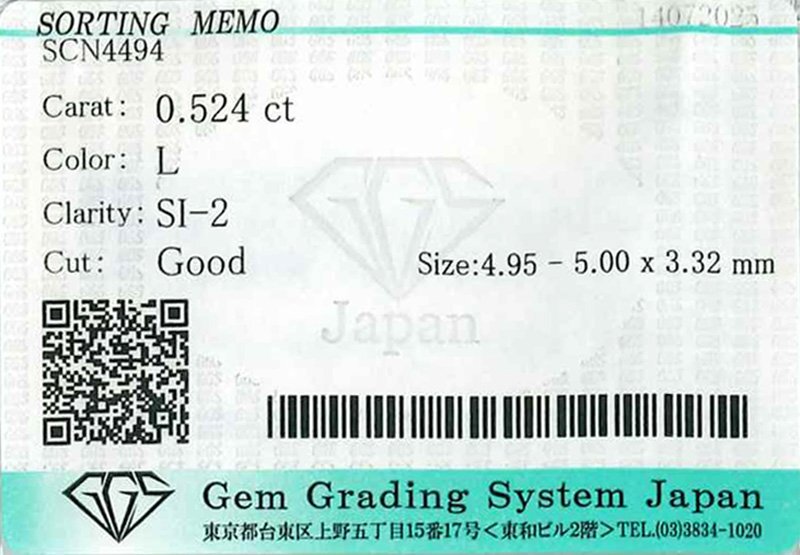 SORTING MEMO
14072025
SCN4494
Carat: 0.524 ct
Color: L
Clarity: SI-2
Cut: Good
Size:4.95 - 5.00 x 3.32 mm
Japan
GGS Gem Grading System Japan
東京都台東区上野五丁目15番17号<東和ビル2階>TEL.(03)3834-1020